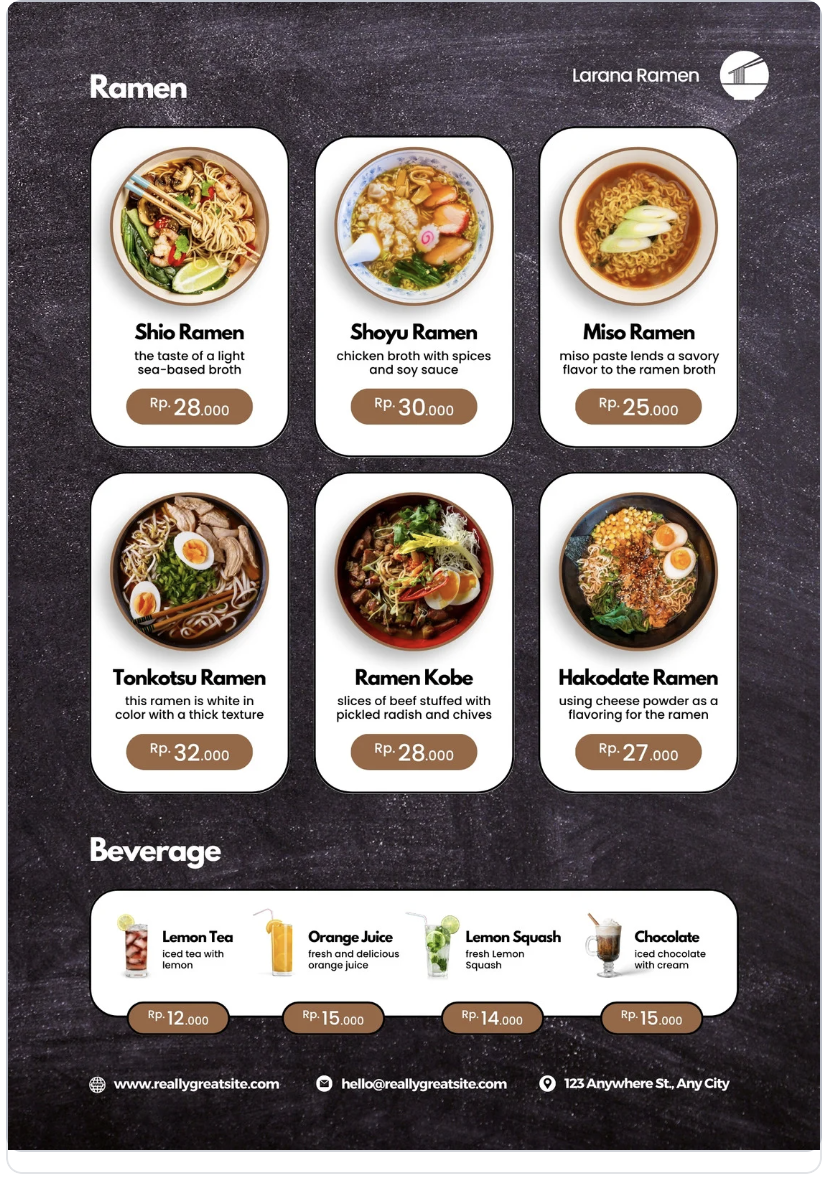 Ramen
Larana Ramen
Shio Ramen
the taste of a light
sea-based broth
Rp. 28.000
Shoyu Ramen
chicken broth with spices
and soy sauce
Rp. 30.000
Miso Ramen
miso paste lends a savory
flavor to the ramen broth
Rp. 25.000
Tonkotsu Ramen
this ramen is white in
color with a thick texture
Rp. 32.000
Ramen Kobe
slices of beef stuffed with
pickled radish and chives
Rp. 28.000
Hakodate Ramen
using cheese powder as a
flavoring for the ramen
Rp. 27.000
Beverage
Lemon Tea
iced tea with
lemon
Rp. 12.000
Orange Juice
fresh and delicious
orange juice
Rp. 15.000
Lemon Squash
fresh Lemon
Squash
Rp. 14.000
Chocolate
iced chocolate
with cream
Rp. 15.000
www.reallygreatsite.com
hello@reallygreatsite.com
123 Anywhere St., Any City